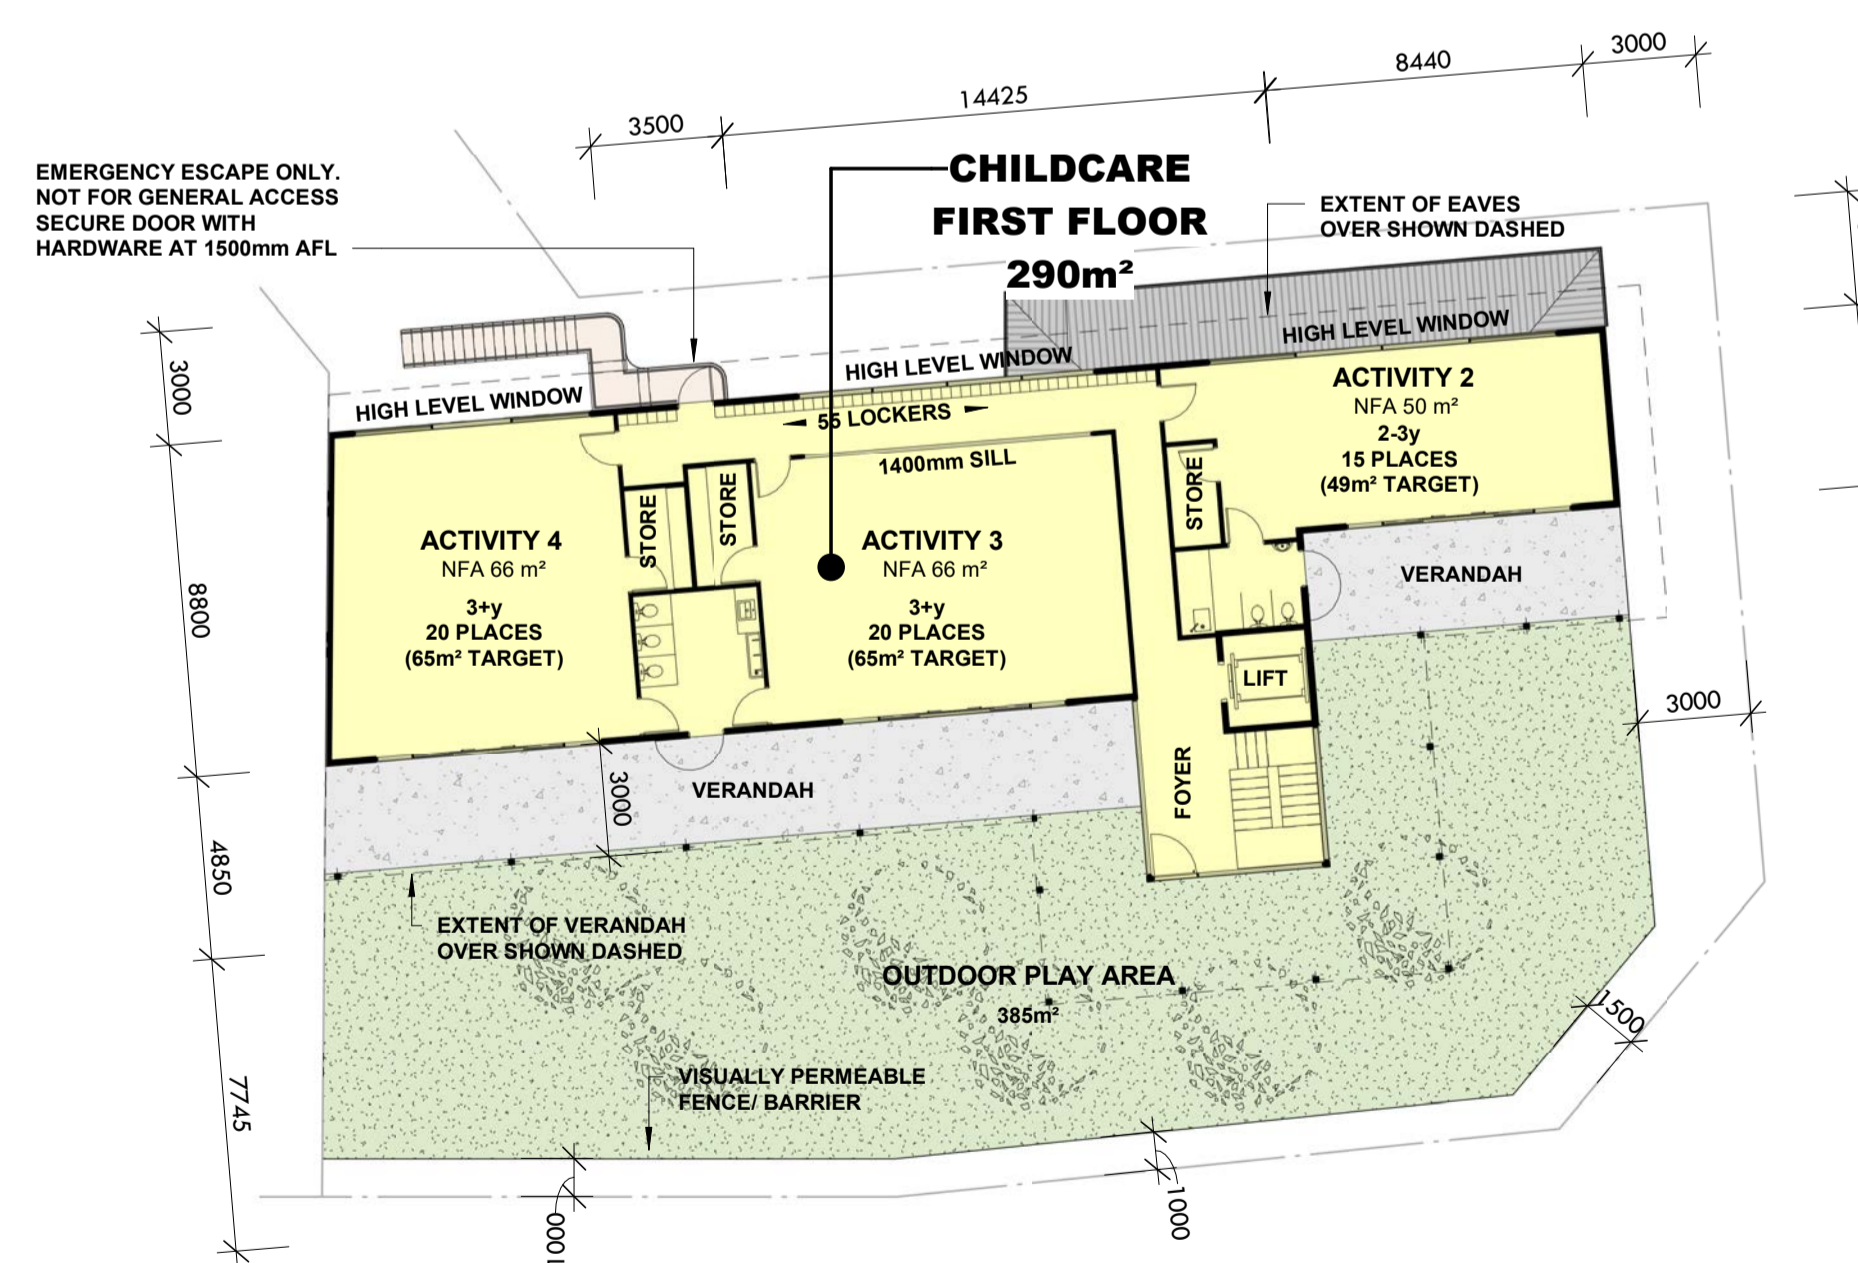 3000
8440
14425
3500
CHILDCARE
FIRST FLOOR
290m²
EMERGENCY ESCAPE ONLY.
NOT FOR GENERAL ACCESS
SECURE DOOR WITH
HARDWARE AT 1500mm AFL
EXTENT OF EAVES
OVER SHOWN DASHED
HIGH LEVEL WINDOW
HIGH LEVEL WINDOW
HIGH LEVEL WINDOW
3000
55 LOCKERS
1400mm SILL
ACTIVITY 2
NFA 50 m²
2-3y
15 PLACES
(49m² TARGET)
STORE
STORE
STORE
ACTIVITY 4
NFA 66 m²
3+y
20 PLACES
(65m² TARGET)
ACTIVITY 3
NFA 66 m²
3+y
20 PLACES
(65m² TARGET)
VERANDAH
8800
LIFT
3000
FOYER
VERANDAH
3000
4850
EXTENT OF VERANDAH
OVER SHOWN DASHED
OUTDOOR PLAY AREA
385m²
1500
VISUALLY PERMEABLE
FENCE/ BARRIER
7745
1000
1000